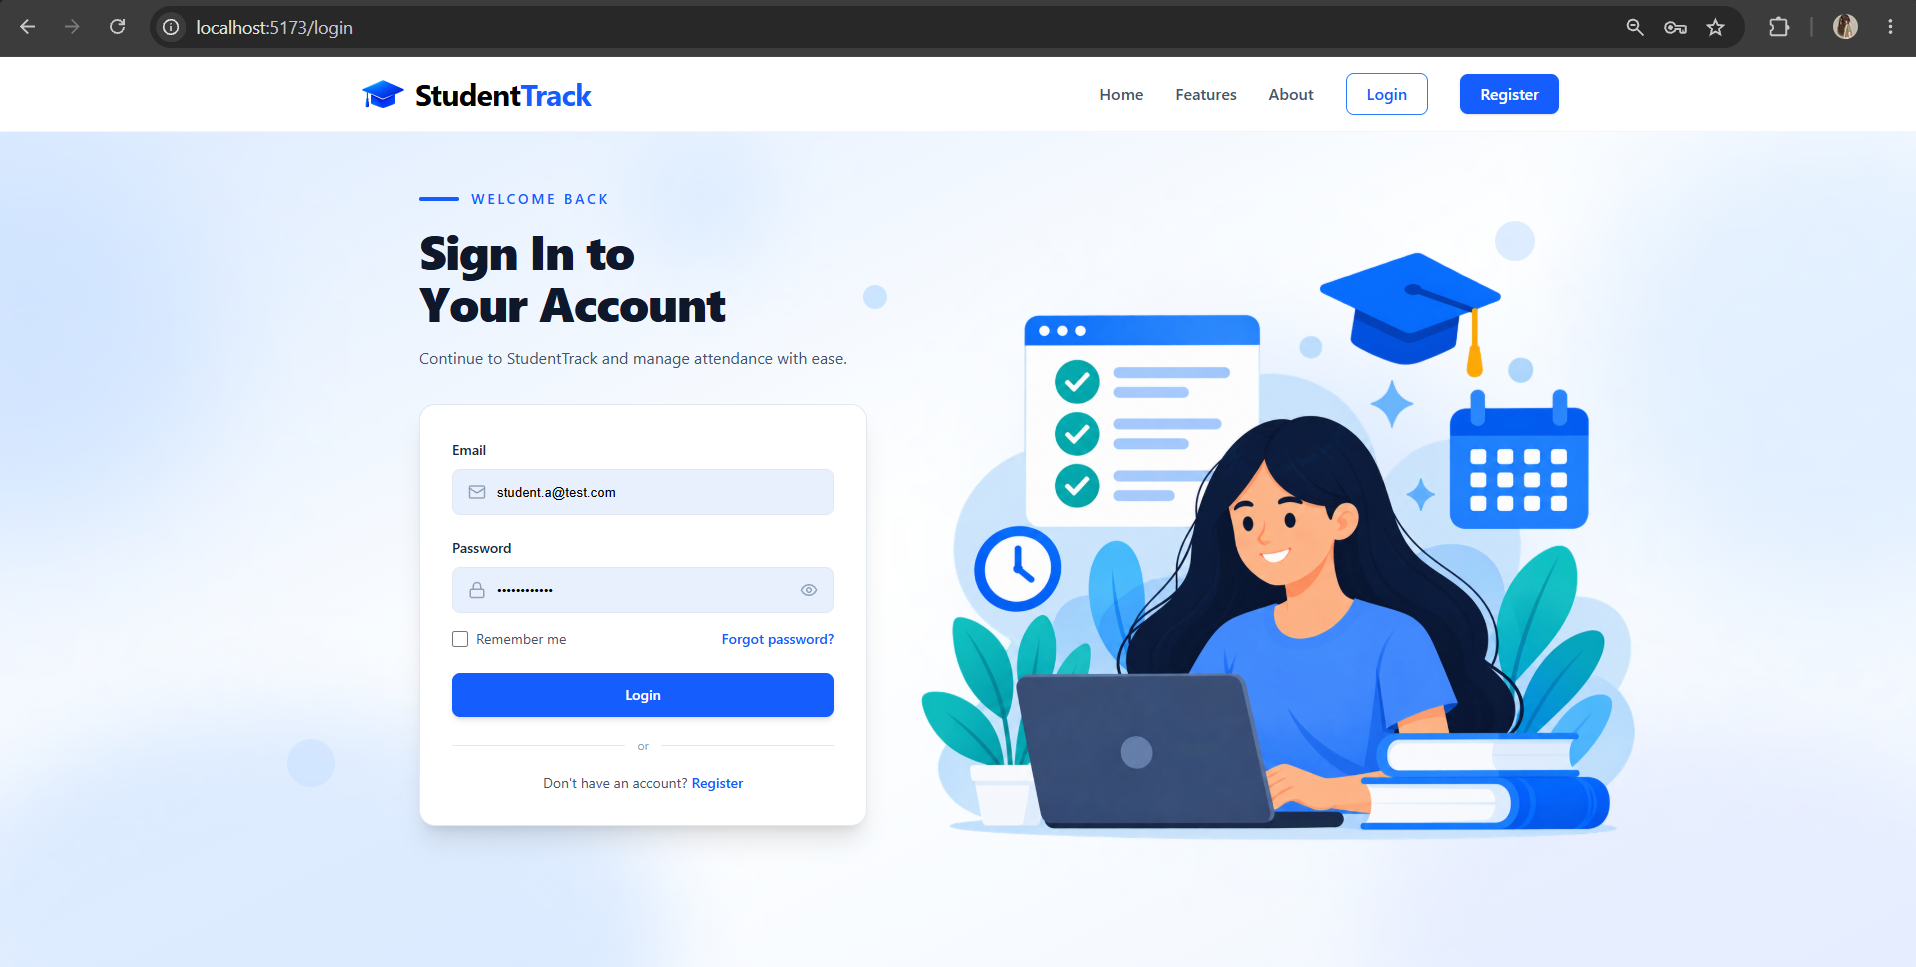 localhost:5173/login
StudentTrack
Home
Features
About
Login
Register
WELCOME BACK
Sign In to
Your Account
Continue to StudentTrack and manage attendance with ease.
Email
student.a@test.com
Password
••••••••••••
Remember me
Forgot password?
Login
or
Don't have an account? Register